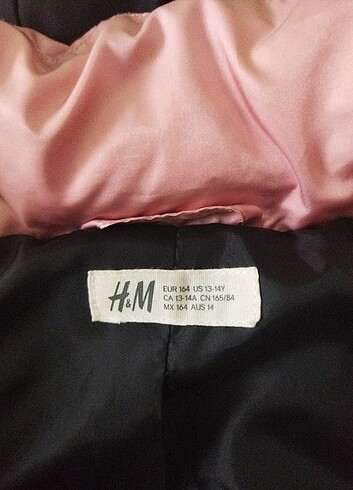 H&M
EUR 164 US 13-14Y
CA 13-14A CN 165/84
MX 164 AUS 14